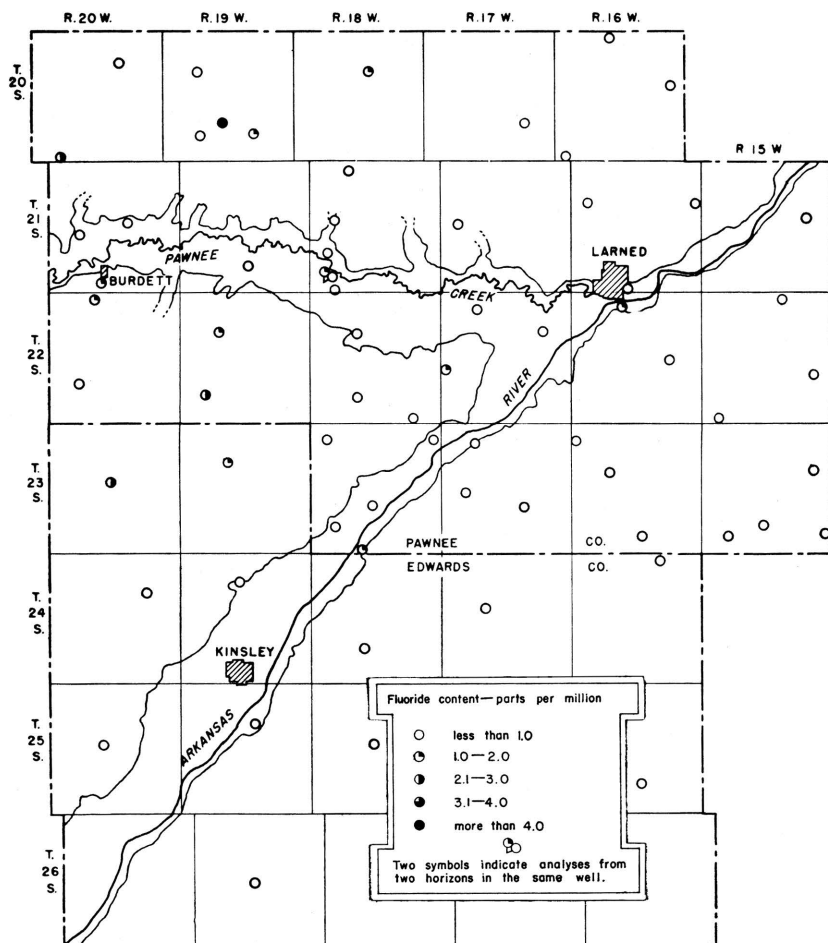 R. 20 W. R. 19 W. R. 18 W. R. 17 W. R. 16 W.
T. 20 S.
R 15 W
T. 21 S.
LARNED
PAWNEE
BURDETT
CREEK
T. 22 S.
RIVER
T. 23 S.
PAWNEE CO.
EDWARDS CO.
T. 24 S.
KINSLEY
Fluoride content—parts per million
less than 1.0
1.0—2.0
2.1—3.0
3.1—4.0
more than 4.0
Two symbols indicate analyses from
two horizons in the same well.
T. 25 S.
ARKANSAS
T. 26 S.